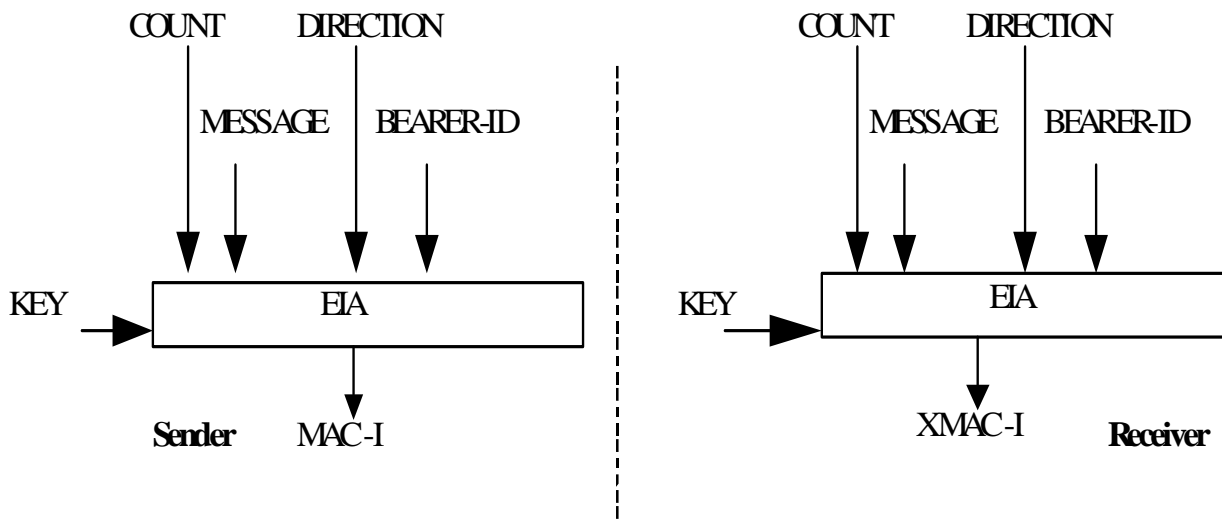 COUNT DIRECTION COUNT DIRECTION
MESSAGE BEARER-ID MESSAGE BEARER-ID
KEY EIA KEY EIA
Sender MAC-I XMAC-I Receiver